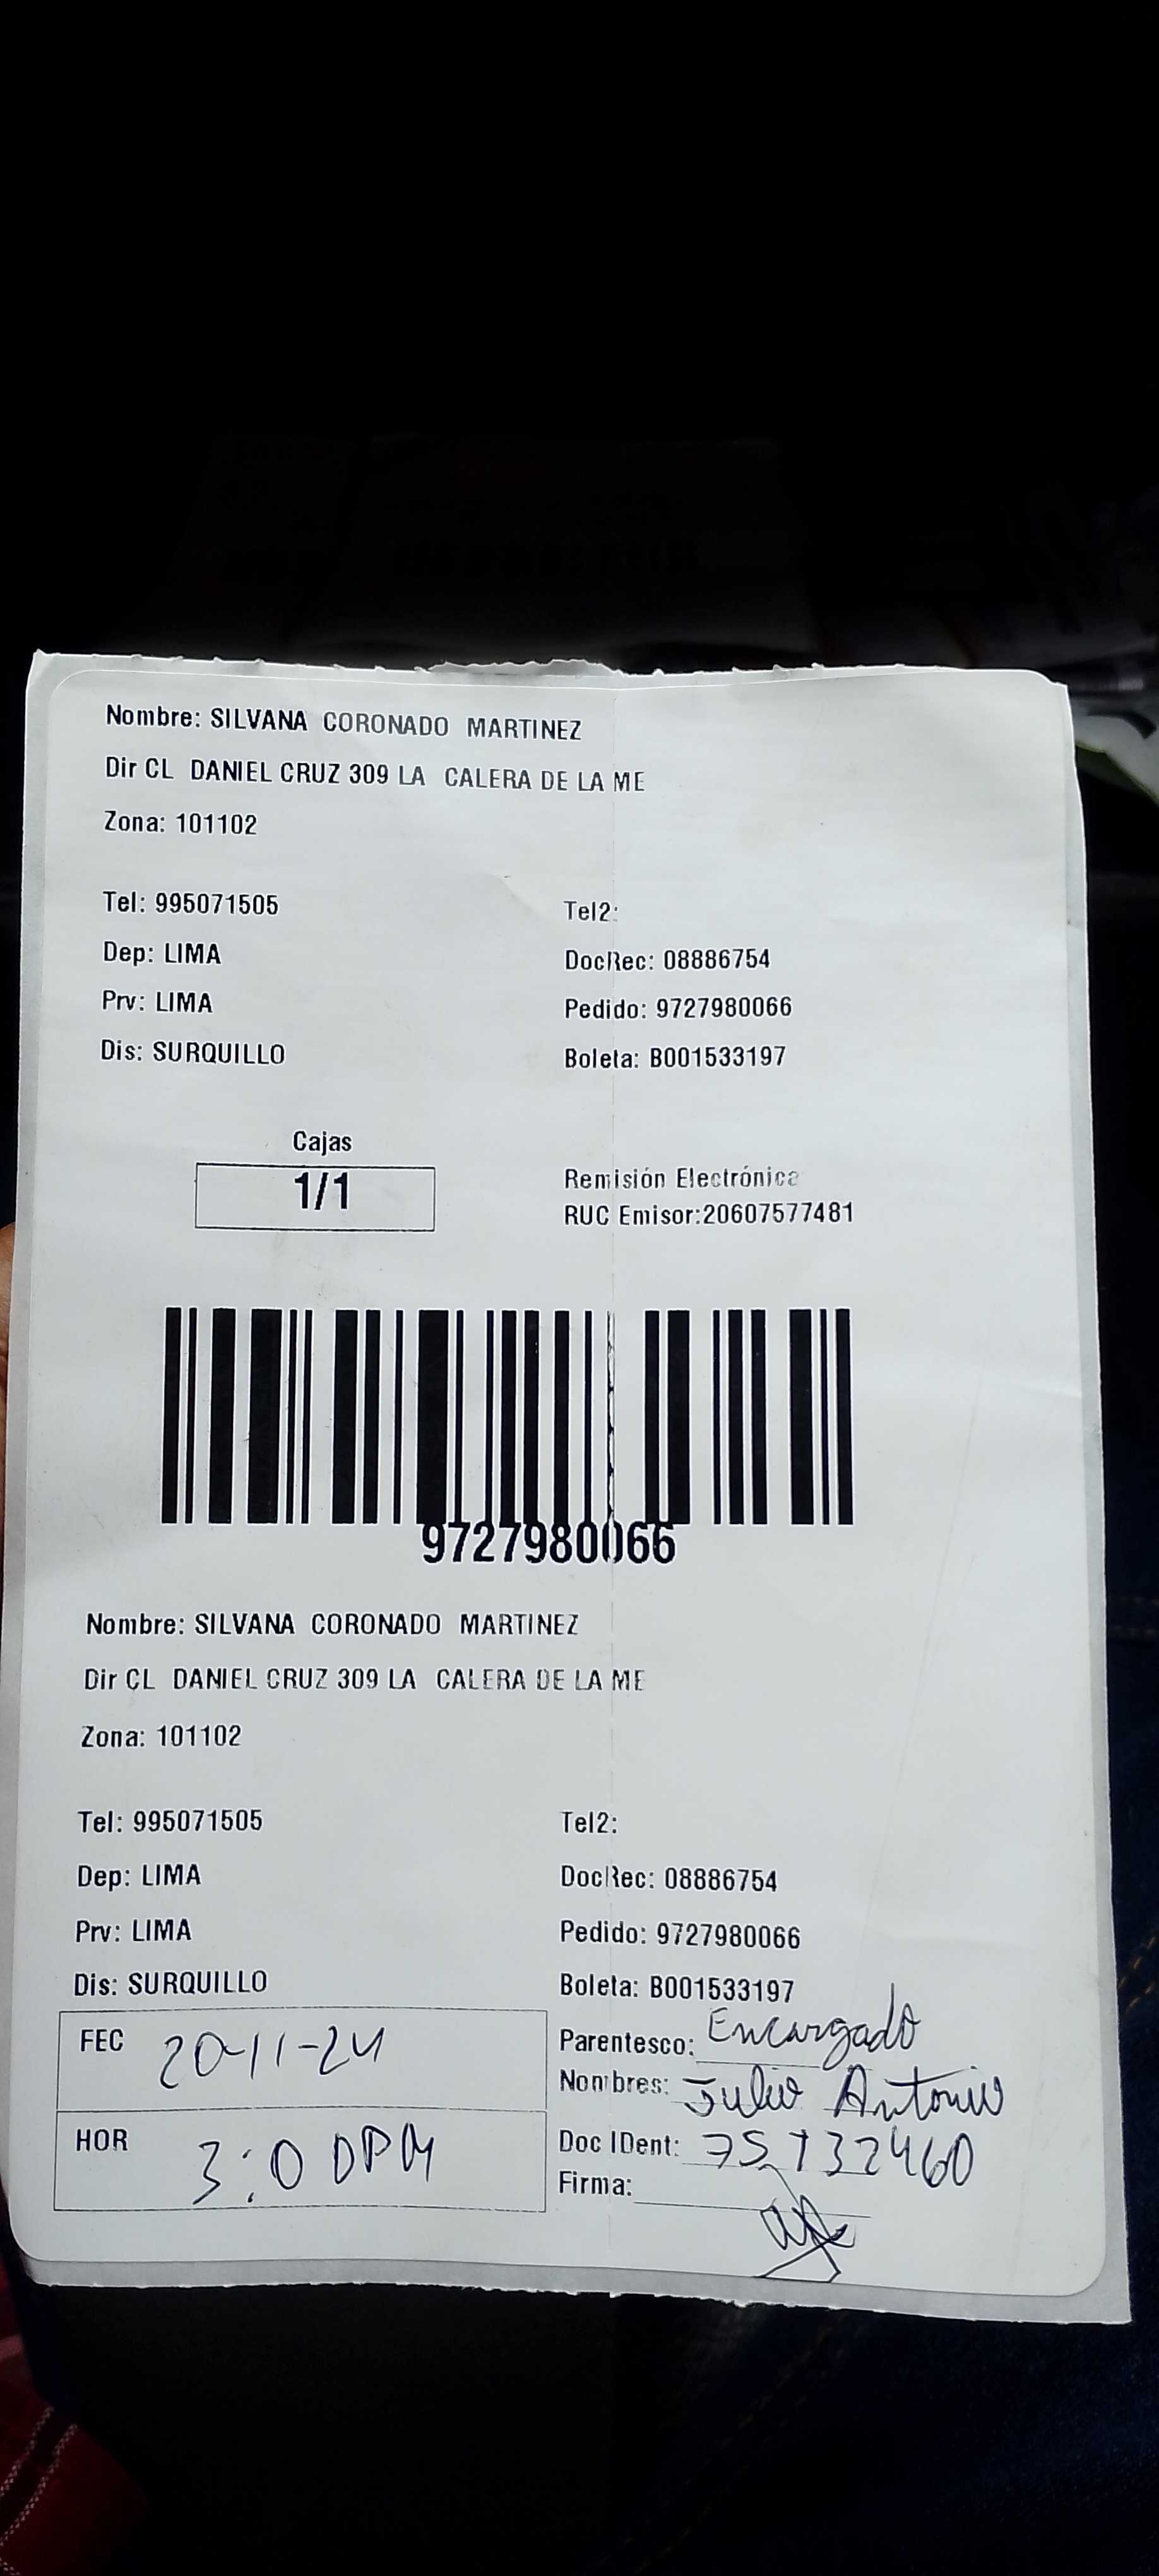 Nombre: SILVANA CORONADO MARTINEZ
Dir CL DANIEL CRUZ 309 LA CALERA DE LA ME
Zona: 101102
Tel: 995071505 Tel2:
Dep: LIMA DocRec: 08886754
Prv: LIMA Pedido: 9727980066
Dis: SURQUILLO Boleta: B001533197
Cajas
1/1
Remisión Electrónica
RUC Emisor:20607577481
9727980066
Nombre: SILVANA CORONADO MARTINEZ
Dir CL DANIEL CRUZ 309 LA CALERA DE LA ME
Zona: 101102
Tel: 995071505 Tel2:
Dep: LIMA DocRec: 08886754
Prv: LIMA Pedido: 9727980066
Dis: SURQUILLO Boleta: B001533197
FEC 20-11-24
HOR 3:00PM
Parentesco: Encargado
Nombres: Julio Antonio
Doc IDent:
Firma: